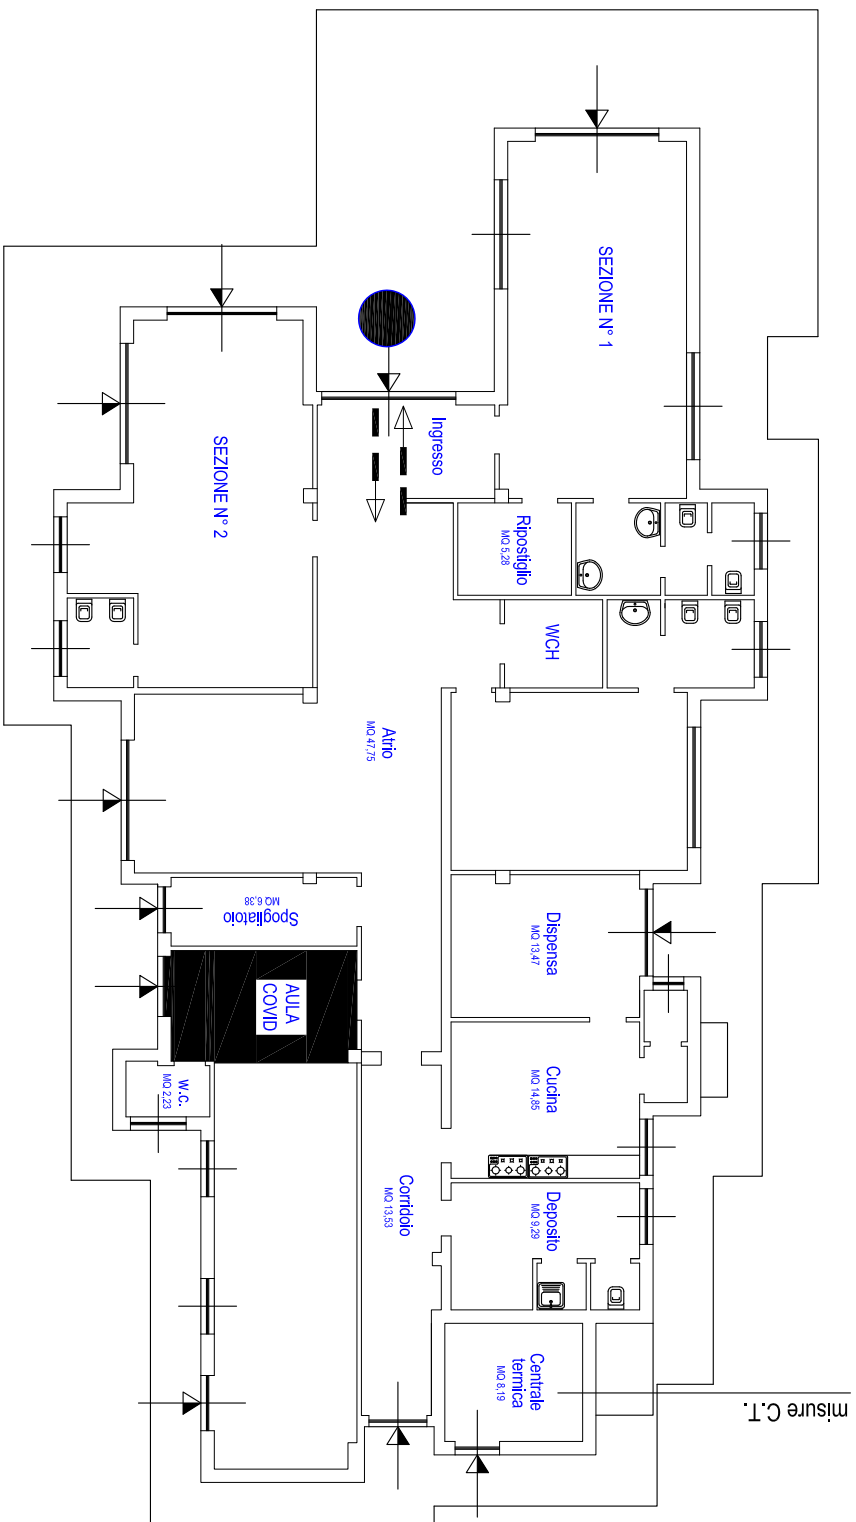 SEZIONE N° 1
SEZIONE N° 2
Ingresso
Ripostiglio
MQ 5,28
WCH
Atrio
MQ 47,75
Spogliatoio
MQ 6,38
Dispensa
MQ 13,47
AULA
COVID
Cucina
MQ 14,85
W.C.
MQ 2,23
Corridoio
MQ 13,53
Deposito
MQ 9,29
Centrale
termica
MQ 8,19
misure C.T.